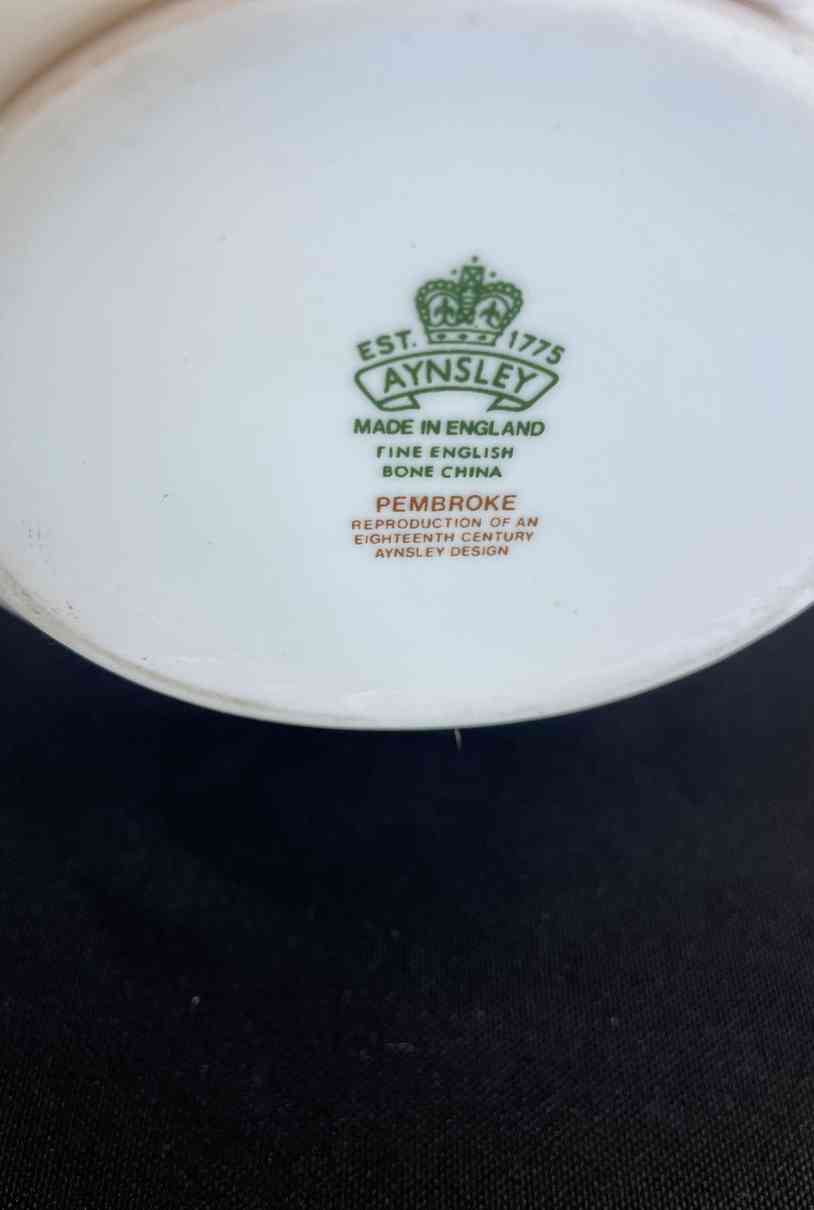 EST. 1775
AYNSLEY
MADE IN ENGLAND
FINE ENGLISH
BONE CHINA
PEMBROKE
REPRODUCTION OF AN
EIGHTEENTH CENTURY
AYNSLEY DESIGN